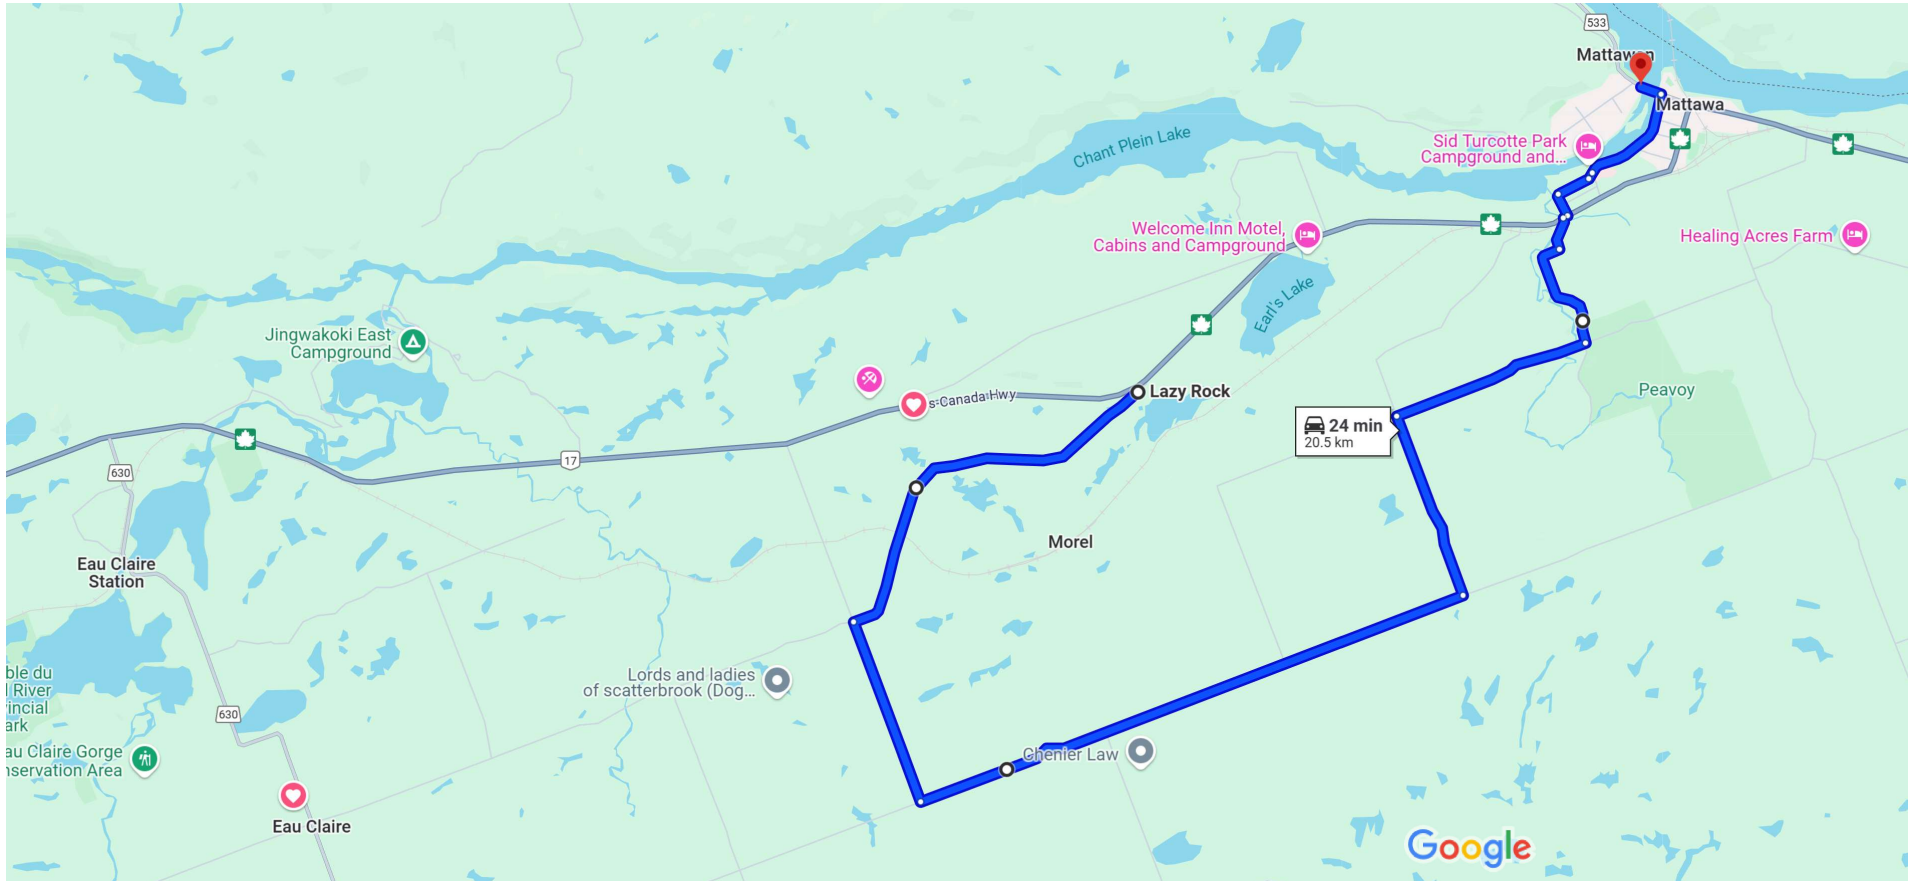 533
Mattawan
Mattawa
Sid Turcotte Park
Campground and...
Chant Plein Lake
Welcome Inn Motel,
Cabins and Campground
Healing Acres Farm
Earl's Lake
Jingwakoki East
Campground
s-Canada Hwy
Lazy Rock
Peavoy
24 min
20.5 km
17
630
Morel
Eau Claire
Station
Lords and ladies
of scatterbrook (Dog...
ble du
l River
vincial
ark
630
Chenier Law
au Claire Gorge
nservation Area
Eau Claire
Google